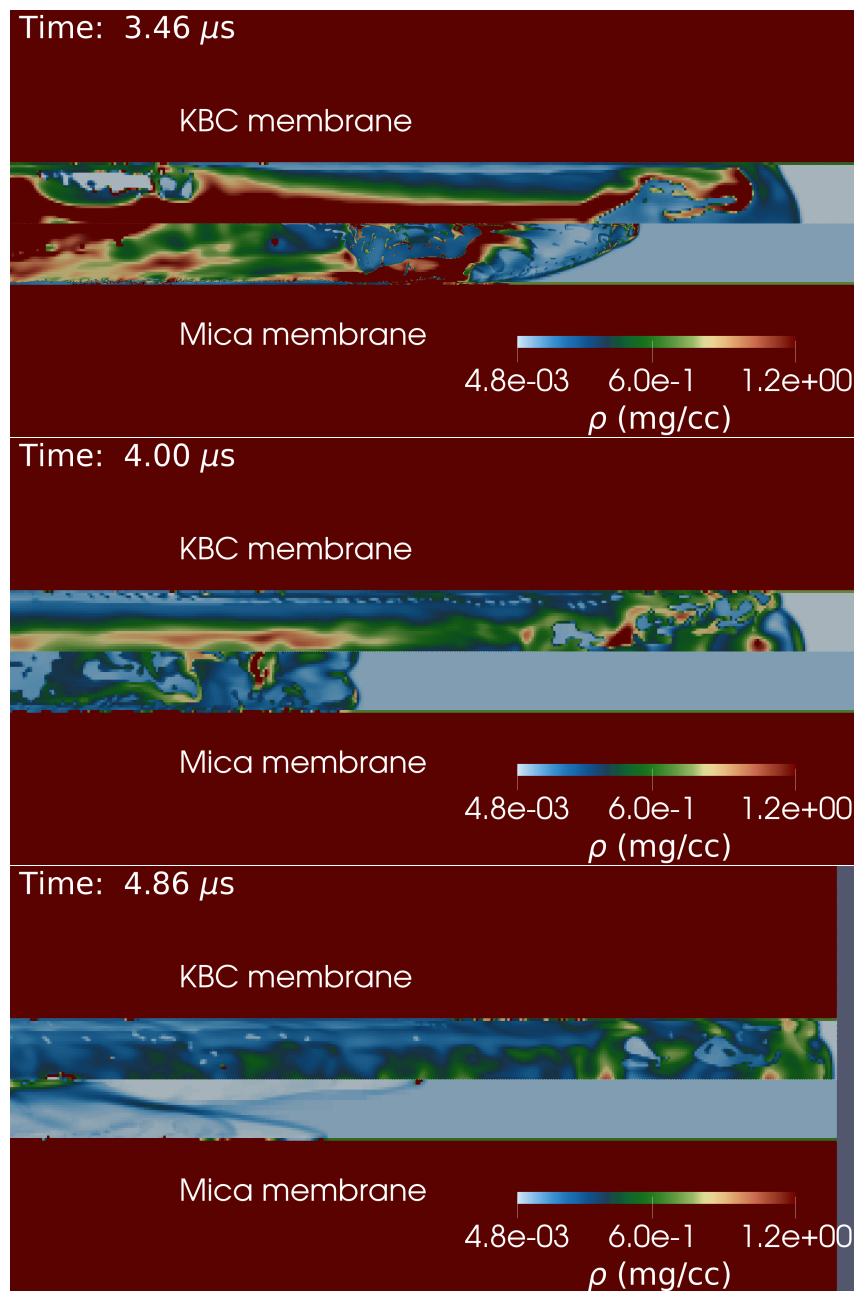 Time: 3.46 μs
KBC membrane
Mica membrane
4.8e-03 6.0e-1 1.2e+00
ρ (mg/cc)
Time: 4.00 μs
KBC membrane
Mica membrane
4.8e-03 6.0e-1 1.2e+00
ρ (mg/cc)
Time: 4.86 μs
KBC membrane
Mica membrane
4.8e-03 6.0e-1 1.2e+00
ρ (mg/cc)